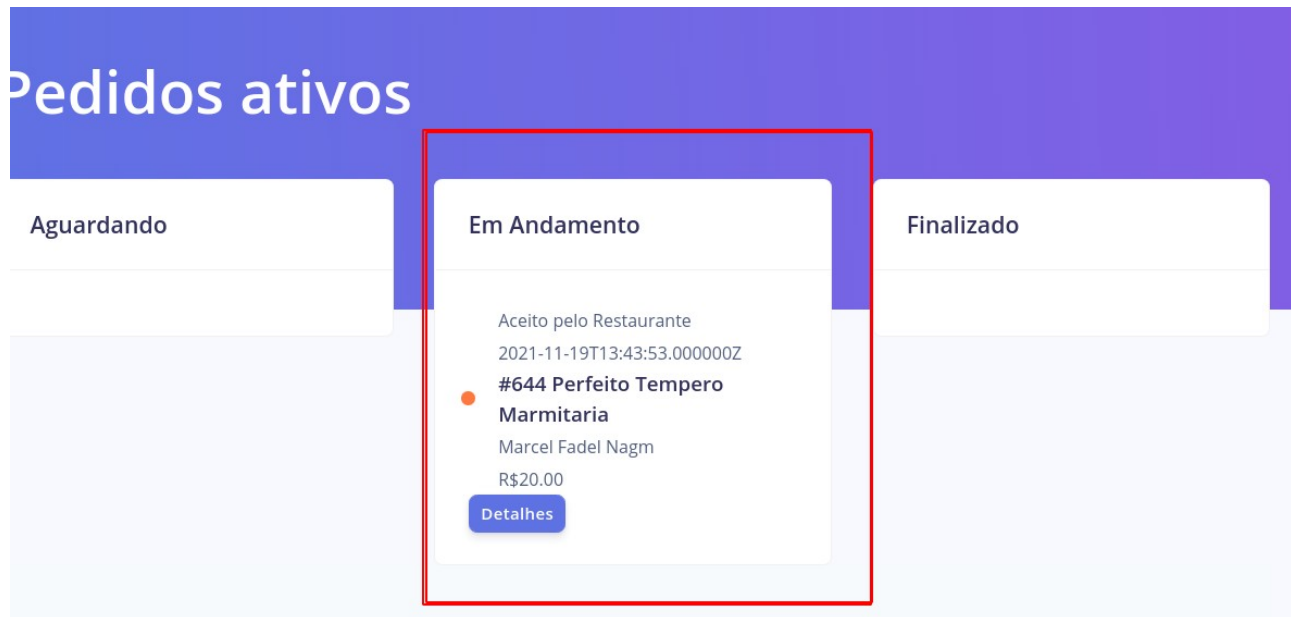 Pedidos ativos
Aguardando
Em Andamento
Finalizado
Aceito pelo Restaurante
2021-11-19T13:43:53.000000Z
#644 Perfeito Tempero
Marmitaria
Marcel Fadel Nagm
R$20.00
Detalhes